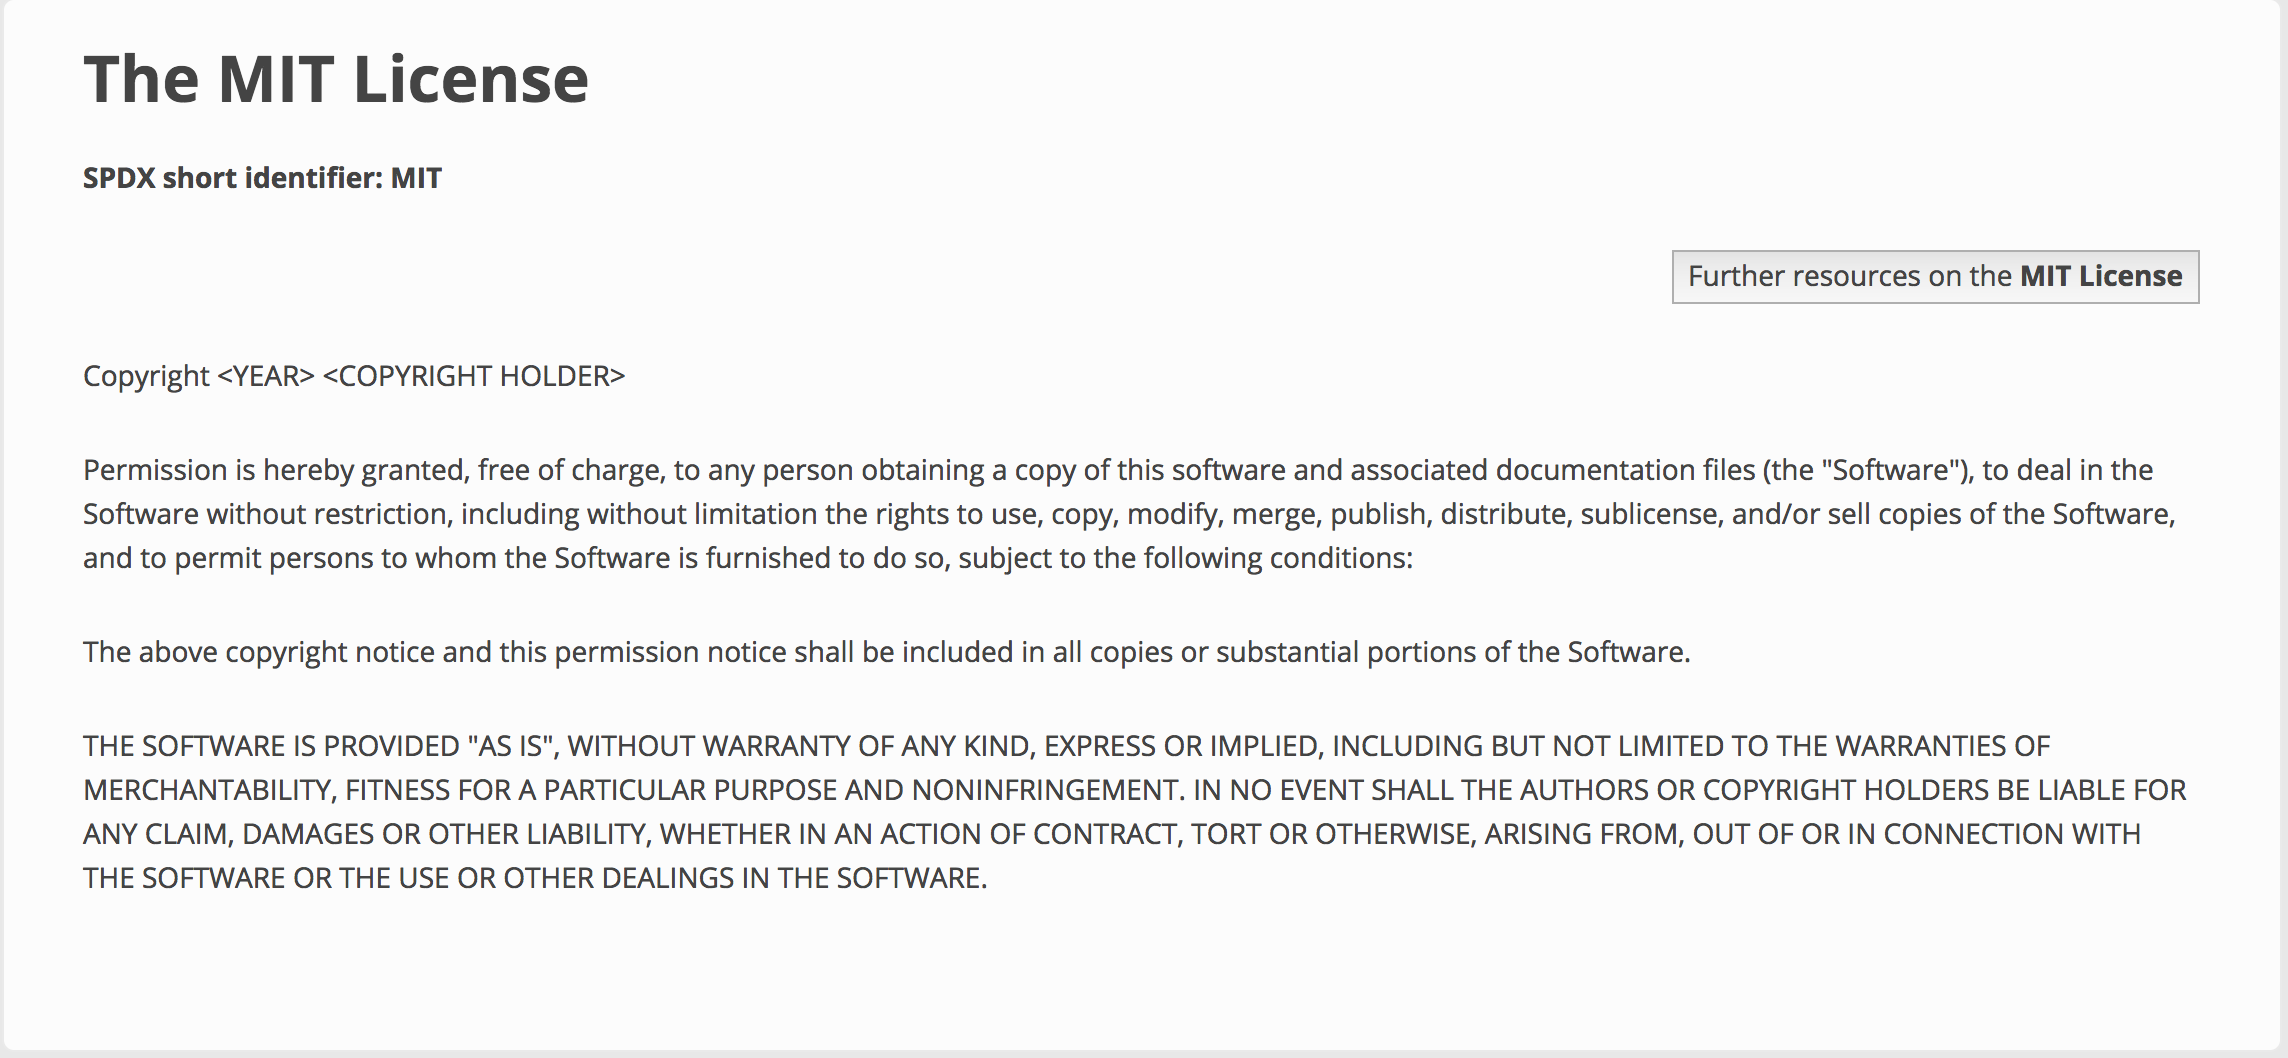 The MIT License
SPDX short identifier: MIT
Further resources on the MIT License
Copyright <YEAR> <COPYRIGHT HOLDER>
Permission is hereby granted, free of charge, to any person obtaining a copy of this software and associated documentation files (the "Software"), to deal in the
Software without restriction, including without limitation the rights to use, copy, modify, merge, publish, distribute, sublicense, and/or sell copies of the Software,
and to permit persons to whom the Software is furnished to do so, subject to the following conditions:
The above copyright notice and this permission notice shall be included in all copies or substantial portions of the Software.
THE SOFTWARE IS PROVIDED "AS IS", WITHOUT WARRANTY OF ANY KIND, EXPRESS OR IMPLIED, INCLUDING BUT NOT LIMITED TO THE WARRANTIES OF
MERCHANTABILITY, FITNESS FOR A PARTICULAR PURPOSE AND NONINFRINGEMENT. IN NO EVENT SHALL THE AUTHORS OR COPYRIGHT HOLDERS BE LIABLE FOR
ANY CLAIM, DAMAGES OR OTHER LIABILITY, WHETHER IN AN ACTION OF CONTRACT, TORT OR OTHERWISE, ARISING FROM, OUT OF OR IN CONNECTION WITH
THE SOFTWARE OR THE USE OR OTHER DEALINGS IN THE SOFTWARE.